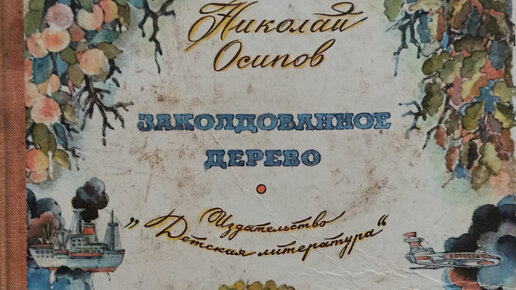 Николай
Осипов
ЗАКОЛДОВАННОЕ
ДЕРЕВО
„Издательство
Детская литература“